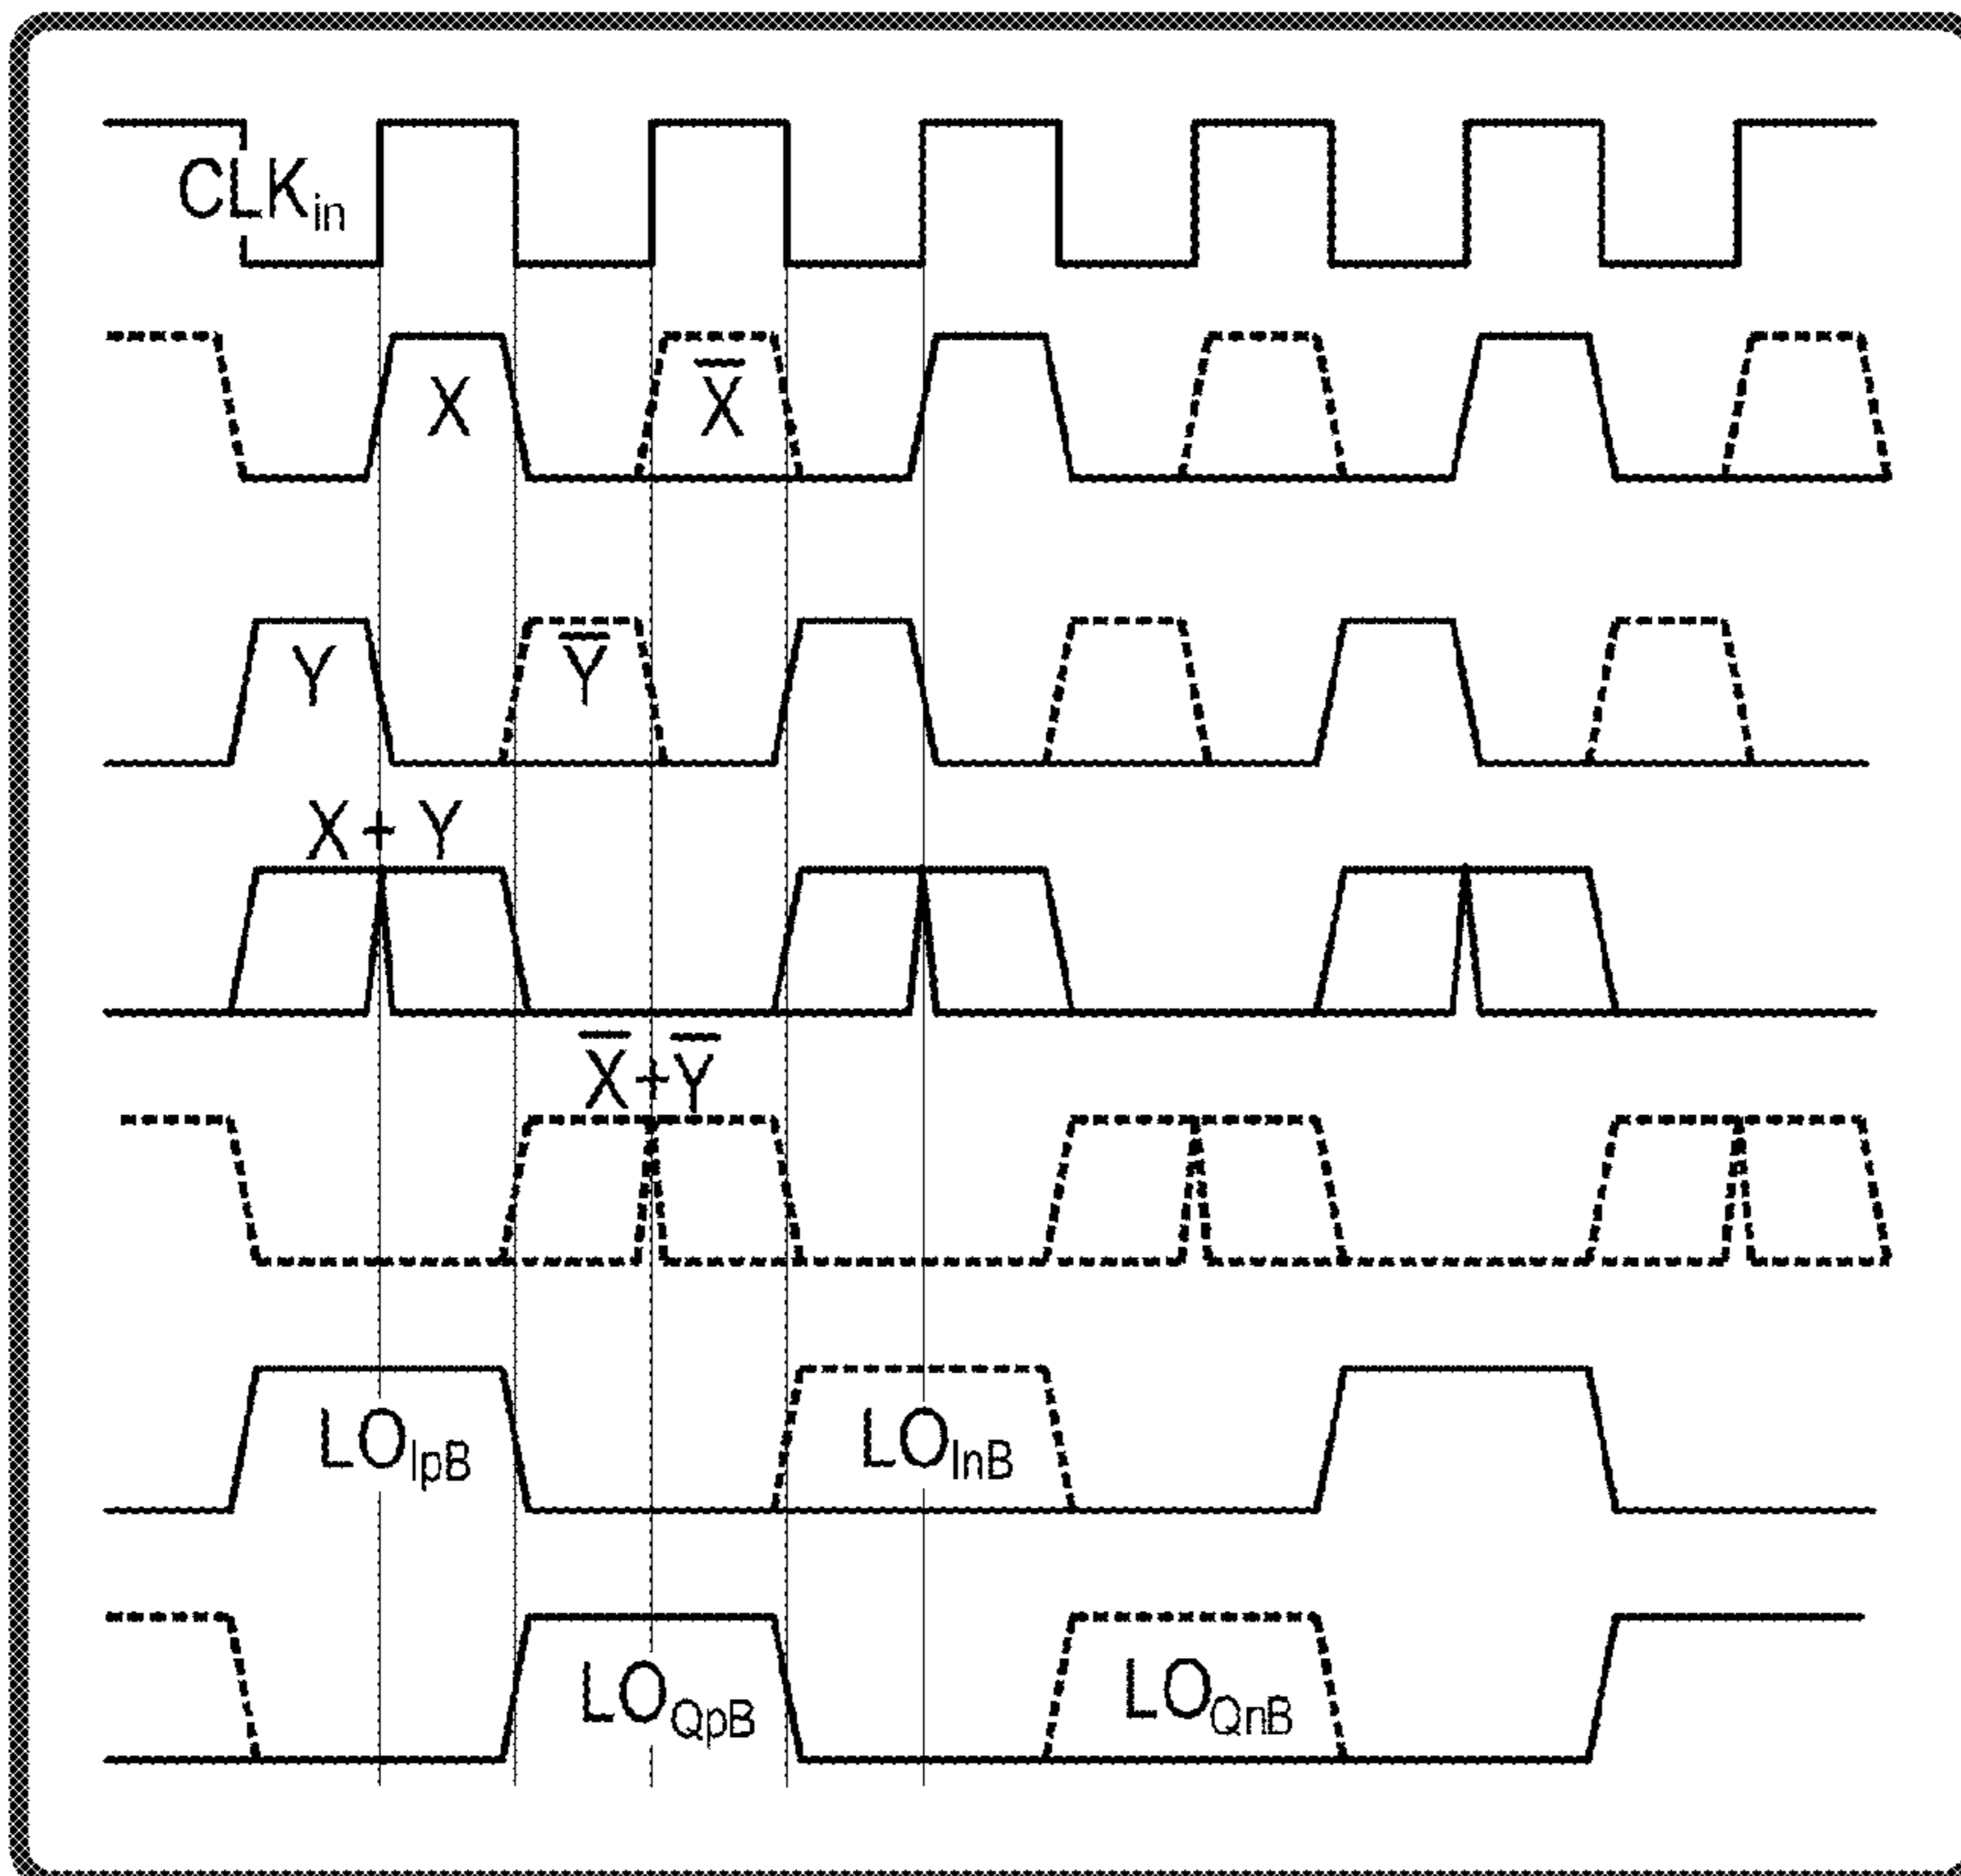 CLKin
X X̅
Y Y̅
X + Y
X̅+Y̅
LOIpB LOInB
LOQpB LOQnB